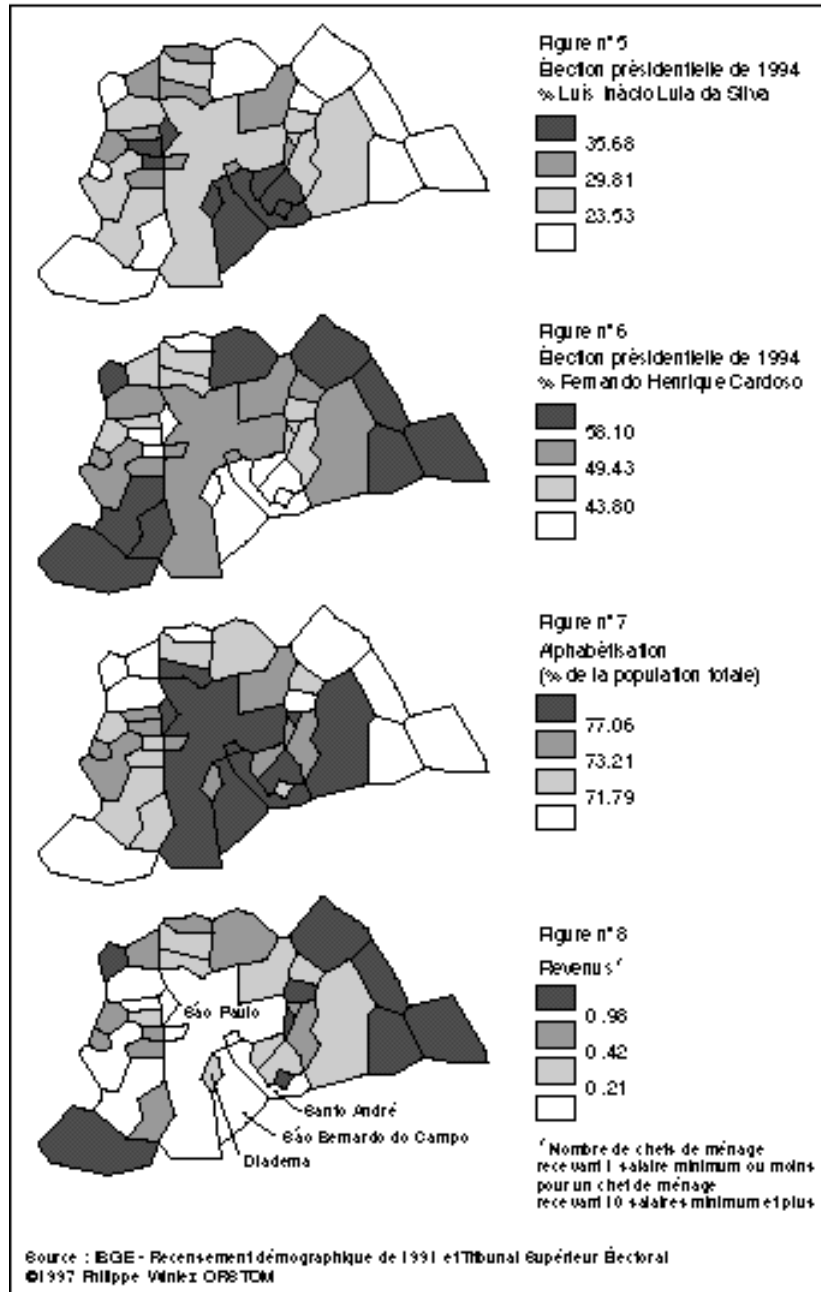 Figure n° 5
Élection présidentielle de 1994
% Luis Inàcio Lula da Silva
35.68
29.81
23.53
Figure n° 6
Élection présidentielle de 1994
% Fernando Henrique Cardoso
58.10
49.43
43.80
Figure n° 7
Alphabétisation
(% de la population totale)
77.06
73.21
71.79
Figure n° 8
Revenus *
0.98
0.42
0.21
São Paulo
Santo André
São Bernardo do Campo
Diadema
* Nombre de chefs de ménage
recevant 1 salaire minimum ou moins
pour un chef de ménage
recevant 10 salaires minimum et plus
Source : IBGE - Recensement démographique de 1991 et Tribunal Supérieur Électoral
©1997 Philippe Waniez ORSTOM